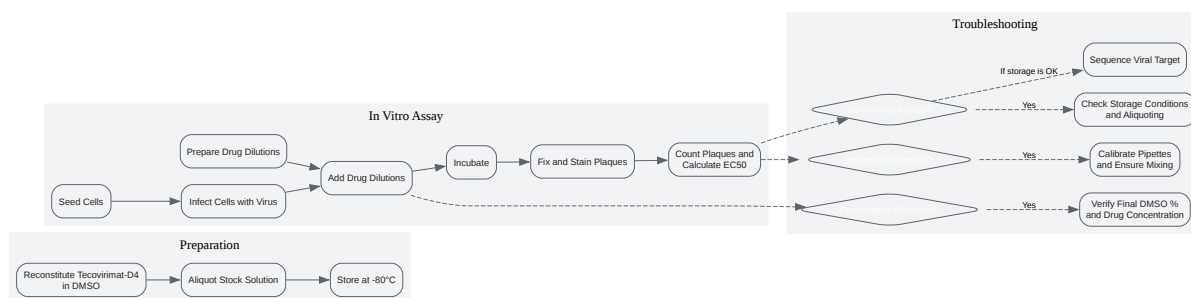 Troubleshooting
Sequence Viral Target
If storage is OK
Yes
Check Storage Conditions
and Aliquoting
Yes
Calibrate Pipettes
and Ensure Mixing
Yes
Verify Final DMSO %
and Drug Concentration
In Vitro Assay
Prepare Drug Dilutions
Seed Cells
Infect Cells with Virus
Add Drug Dilutions
Incubate
Fix and Stain Plaques
Count Plaques and
Calculate EC50
Preparation
Reconstitute Tecovirimat-D4
in DMSO
Aliquot Stock Solution
Store at -80°C